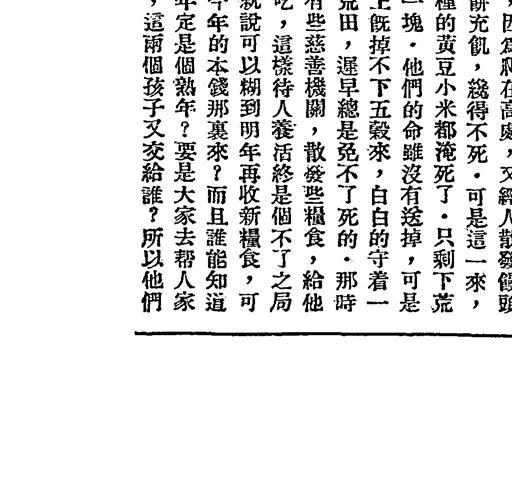 ，因爲爬在高處，又經人散發饅頭
餅充飢，纔得不死．可是這一來，
種的黃豆小米都淹死了．只剩下荒
一塊．他們的命雖沒有送掉，可是
上旣掉不下五穀來，白白的守着一
荒田，遲早總是免不了死的．那時
有些慈善機關，散發些糧食，給他
吃，這樣待人養活終是個不了之局
就說可以糊到明年再收新糧食，可
今年的本錢那裏來？而且誰能知道
年定是個熟年？要是大家去帮人家
，這兩個孩子又交給誰？所以他們